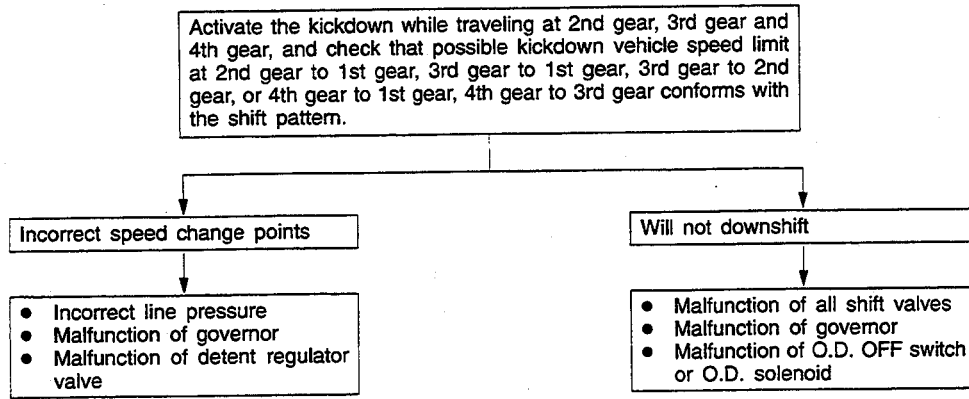 Activate the kickdown while traveling at 2nd gear, 3rd gear and
4th gear, and check that possible kickdown vehicle speed limit
at 2nd gear to 1st gear, 3rd gear to 1st gear, 3rd gear to 2nd
gear, or 4th gear to 1st gear, 4th gear to 3rd gear conforms with
the shift pattern.
Incorrect speed change points
● Incorrect line pressure
● Malfunction of governor
● Malfunction of detent regulator
valve
Will not downshift
● Malfunction of all shift valves
● Malfunction of governor
● Malfunction of O.D. OFF switch
or O.D. solenoid